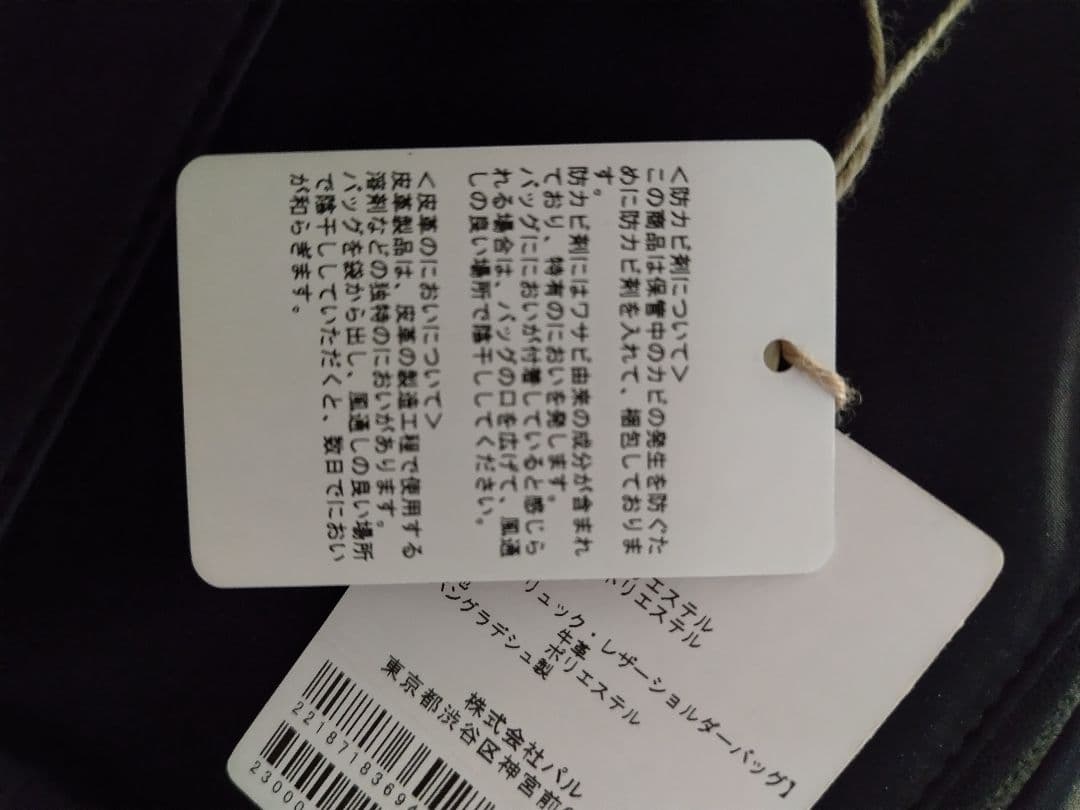 <防カビ剤について>
この商品は保管中のカビの発生を防ぐた
めに防カビ剤を入れて、梱包しておりま
す。
防カビ剤にはワサビ由来の成分が含まれ
ており、特有のにおいを発します。
バッグににおいが付着していると感じら
れる場合は、バッグの口を広げて、風通
しの良い場所で陰干ししてください。
<皮革のにおいについて>
皮革製品は、皮革の製造工程で使用する
溶剤などの独特のにおいがあります。
バッグを袋から出し、風通しの良い場所
で陰干ししていただくと、数日でにおい
が和らぎます。
エステル
リエステル
リュック・レザーショルダーバッグ】
牛革
ポリエステル
ングラデシュ製
株式会社パル
東京都渋谷区神宮前
2218718369
23000